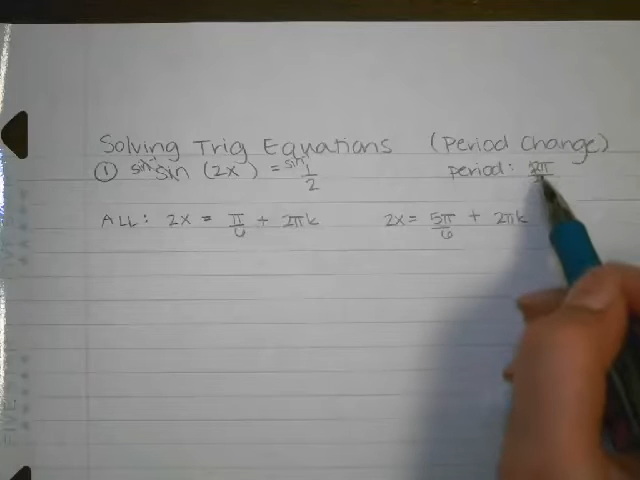 Solving Trig Equations (Period Change)
① sin⁻¹ sin (2x) = sin⁻¹ 1/2 period: 2π
ALL: 2x = π/6 + 2πk 2x = 5π/6 + 2πk
FIVE